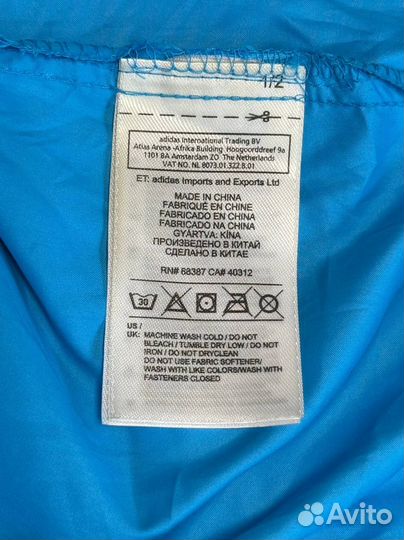 1/2
adidas International Trading BV
Atlas Arena -Afrika Building Hoogoorddreef 9a
1101 BA Amstardam ZO The Netherlands
VAT NO. NL 8073.01.322.B.01
ET: adidas Imports and Exports Ltd
MADE IN CHINA
FABRIQUÉ EN CHINE
FABRICADO EN CHINA
FABRICADO NA CHINA
GYÁRTVA: KÍNA
ПРОИЗВЕДЕНО В КИТАЙ
СДЕЛАНО В КИТАЕ
RN# 88387 CA# 40312
30
US /
UK: MACHINE WASH COLD / DO NOT
BLEACH / TUMBLE DRY LOW / DO NOT
IRON / DO NOT DRYCLEAN
DO NOT USE FABRIC SOFTENER/
WASH WITH LIKE COLORS/WASH WITH
FASTENERS CLOSED
Avito